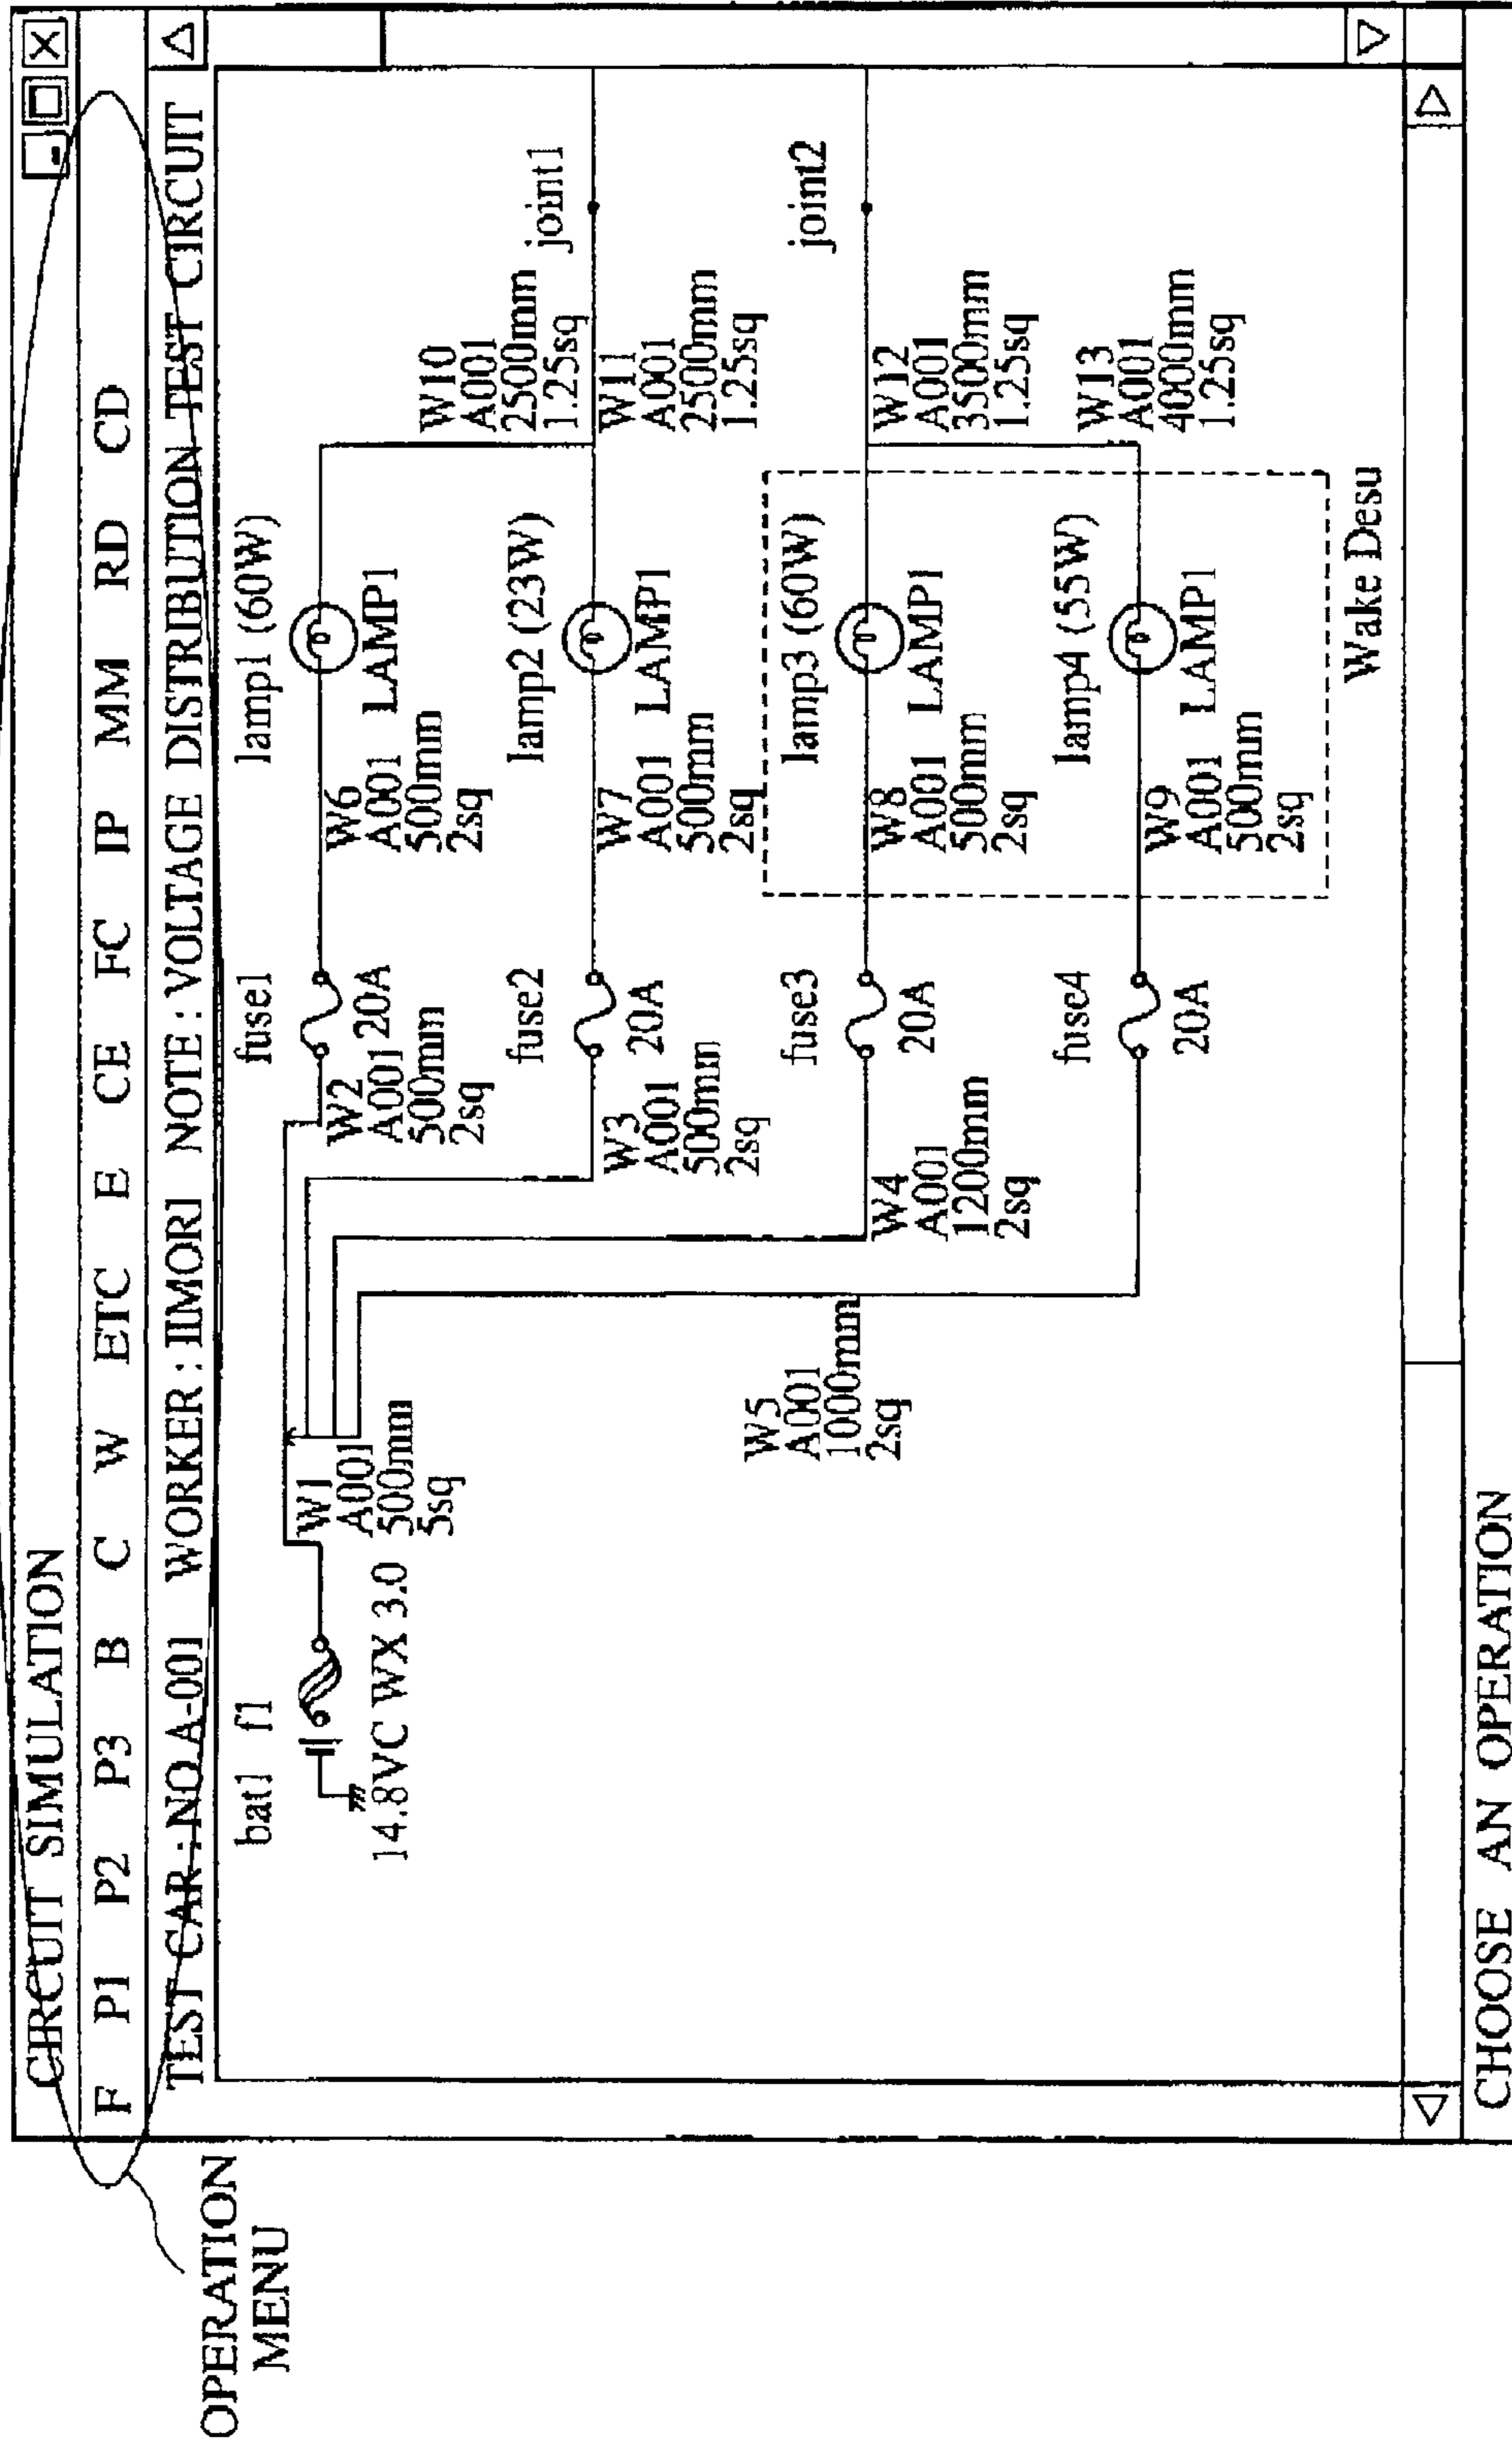 CIRCUIT SIMULATION
F P1 P2 P3 B C W ETC E CE FC IP MM RD CD
TEST CAR : NO.A-001 WORKER : IIMORI NOTE : VOLTAGE DISTRIBUTION TEST CIRCUIT
OPERATION
MENU
bat1 f1
14.8VC WX 3.0
W1
A001
500mm
5sq
fuse1
20A
W2
A001
500mm
2sq
lamp1 (60W)
LAMP1
W6
A001
500mm
2sq
W10
A001
2500mm
1.25sq
joint1
fuse2
20A
W3
A001
500mm
2sq
lamp2 (23W)
LAMP1
W7
A001
500mm
2sq
W11
A001
2500mm
1.25sq
joint2
fuse3
20A
W4
A001
1200mm
2sq
lamp3 (60W)
LAMP1
W8
A001
500mm
2sq
W12
A001
3500mm
1.25sq
W5
A001
1000mm
2sq
fuse4
20A
lamp4 (55W)
LAMP1
W9
A001
500mm
2sq
W13
A001
4000mm
1.25sq
Wake Desu
CHOOSE AN OPERATION